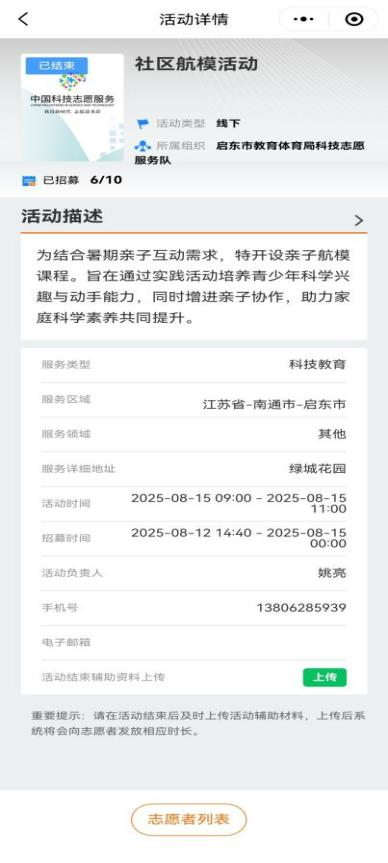 活动详情
已结束
中国科技志愿服务
社区航模活动
活动类型 线下
所属组织 启东市教育体育局科技志愿
服务队
已招募 6/10
活动描述
为结合暑期亲子互动需求，特开设亲子航模
课程。旨在通过实践活动培养青少年科学兴
趣与动手能力，同时增进亲子协作，助力家
庭科学素养共同提升。
服务类型 科技教育
服务区域 江苏省-南通市-启东市
服务领域 其他
服务详细地址 绿城花园
活动时间 2025-08-15 09:00 - 2025-08-15
11:00
招募时间 2025-08-12 14:40 - 2025-08-15
00:00
活动负责人 姚亮
手机号 13806285939
电子邮箱
活动结束辅助资料上传 上传
重要提示：请在活动结束后及时上传活动辅助材料，上传后系
统将会向志愿者发放相应时长。
志愿者列表